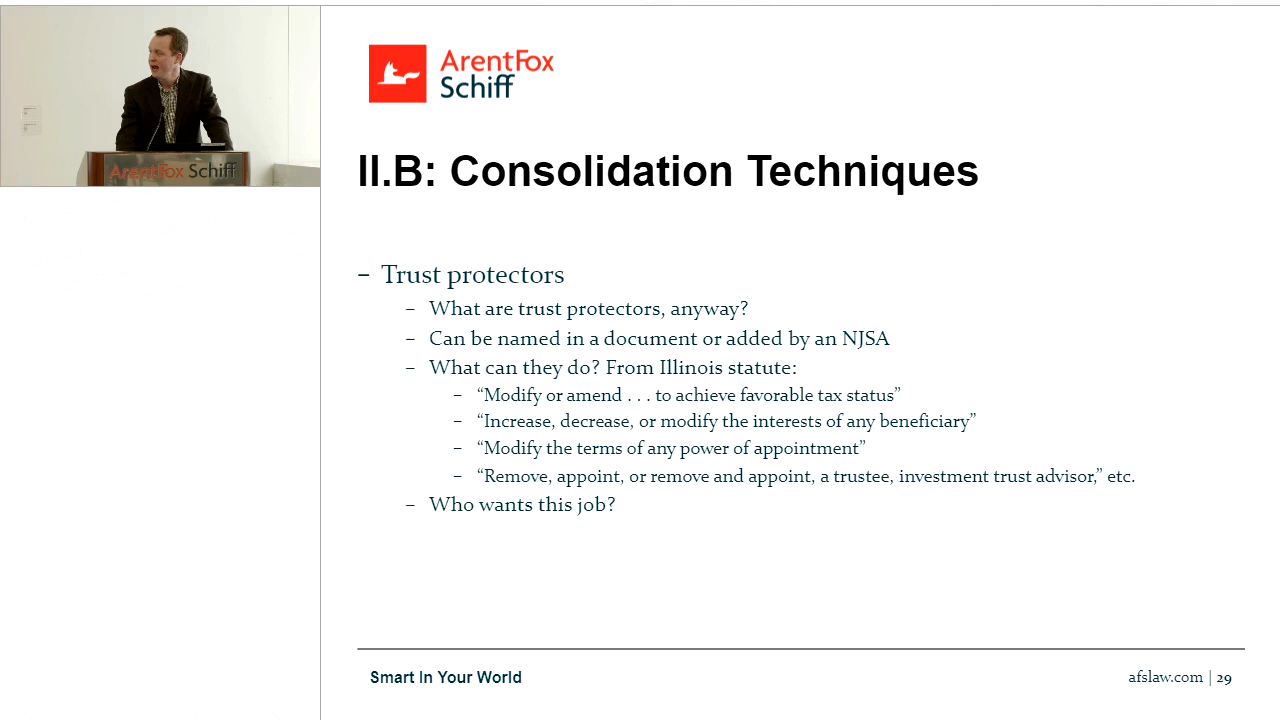 ArentFox Schiff
ArentFox
Schiff
II.B: Consolidation Techniques
– Trust protectors
– What are trust protectors, anyway?
– Can be named in a document or added by an NJSA
– What can they do? From Illinois statute:
– “Modify or amend . . . to achieve favorable tax status”
– “Increase, decrease, or modify the interests of any beneficiary”
– “Modify the terms of any power of appointment”
– “Remove, appoint, or remove and appoint, a trustee, investment trust advisor,” etc.
– Who wants this job?
Smart In Your World
afslaw.com | 29